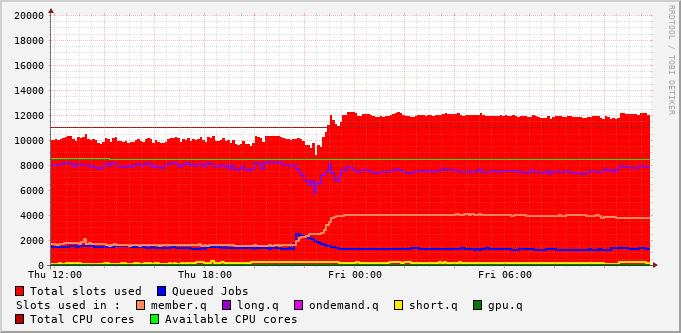 20000
18000
16000
14000
12000
10000
8000
6000
4000
2000
0
Thu 12:00 Thu 18:00 Fri 00:00 Fri 06:00
Total slots used Queued Jobs
Slots used in : member.q long.q ondemand.q short.q gpu.q
Total CPU cores Available CPU cores
RRDTOOL / TOBI OETIKER